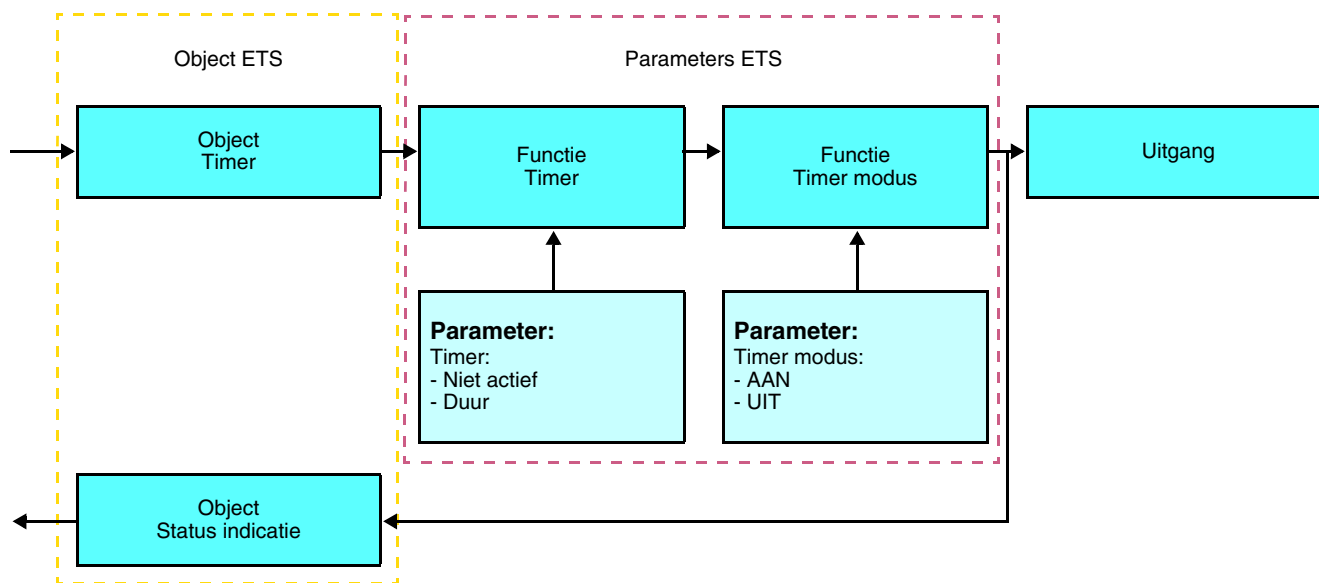 Object ETS
Parameters ETS
Object
Timer
Functie
Timer
Functie
Timer modus
Uitgang
Parameter:
Timer:
- Niet actief
- Duur
Parameter:
Timer modus:
- AAN
- UIT
Object
Status indicatie